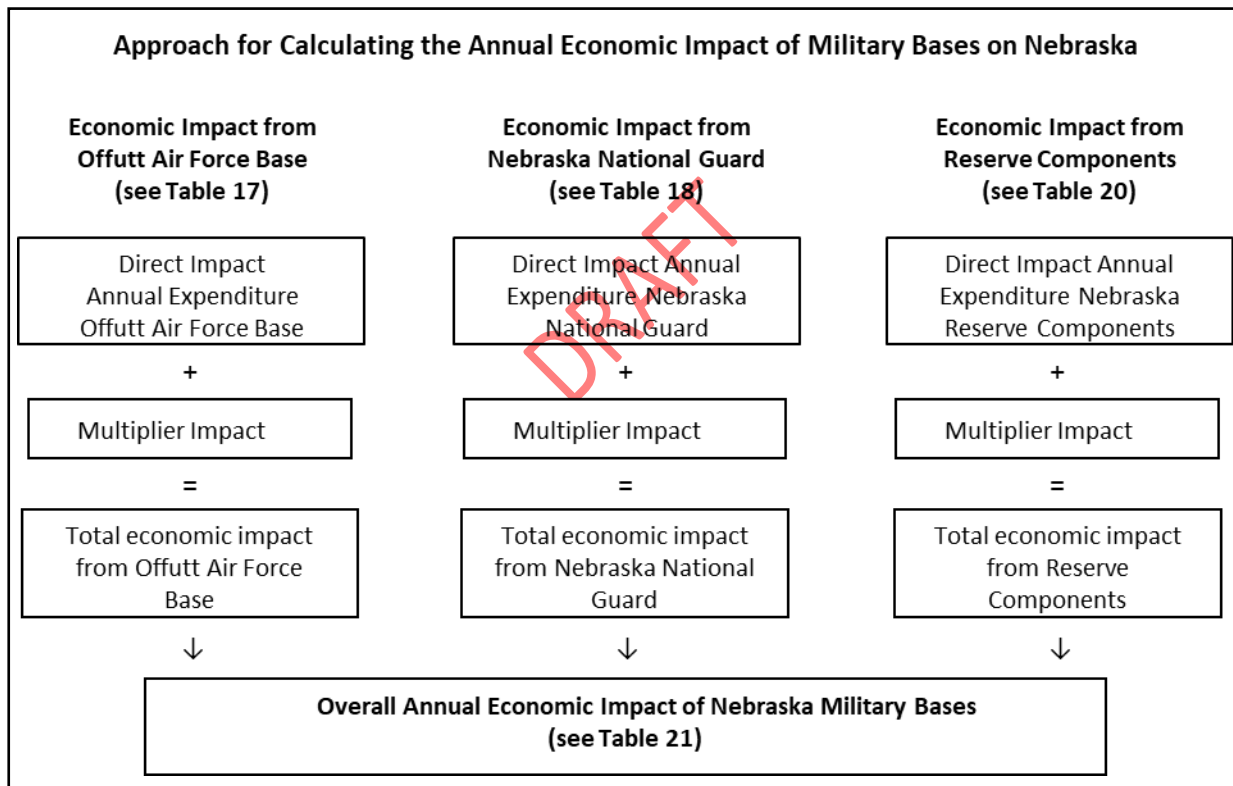 Approach for Calculating the Annual Economic Impact of Military Bases on Nebraska
Economic Impact from
Offutt Air Force Base
(see Table 17)
Direct Impact
Annual Expenditure
Offutt Air Force Base
+
Multiplier Impact
=
Total economic impact
from Offutt Air Force
Base
↓
Economic Impact from
Nebraska National Guard
(see Table 18)
Direct Impact Annual
Expenditure Nebraska
National Guard
+
Multiplier Impact
=
Total economic impact
from Nebraska National
Guard
↓
Economic Impact from
Reserve Components
(see Table 20)
Direct Impact Annual
Expenditure Nebraska
Reserve Components
+
Multiplier Impact
=
Total economic impact
from Reserve
Components
↓
Overall Annual Economic Impact of Nebraska Military Bases
(see Table 21)
DRAFT